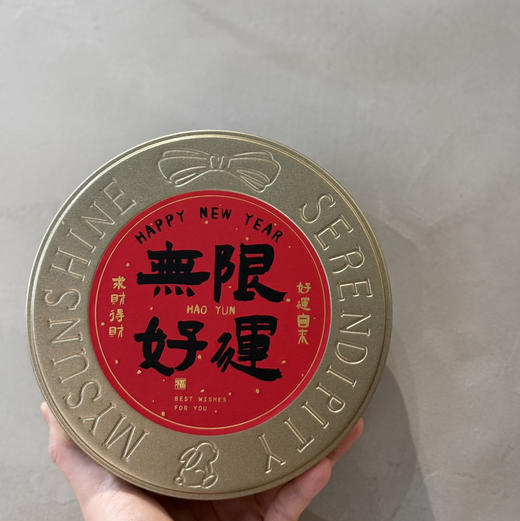 MYSUNSHINE
SERENDIPITY
HAPPY NEW YEAR
無限
HAO YUN
好運
求財得財
好運自來
福
BEST WISHES
FOR YOU